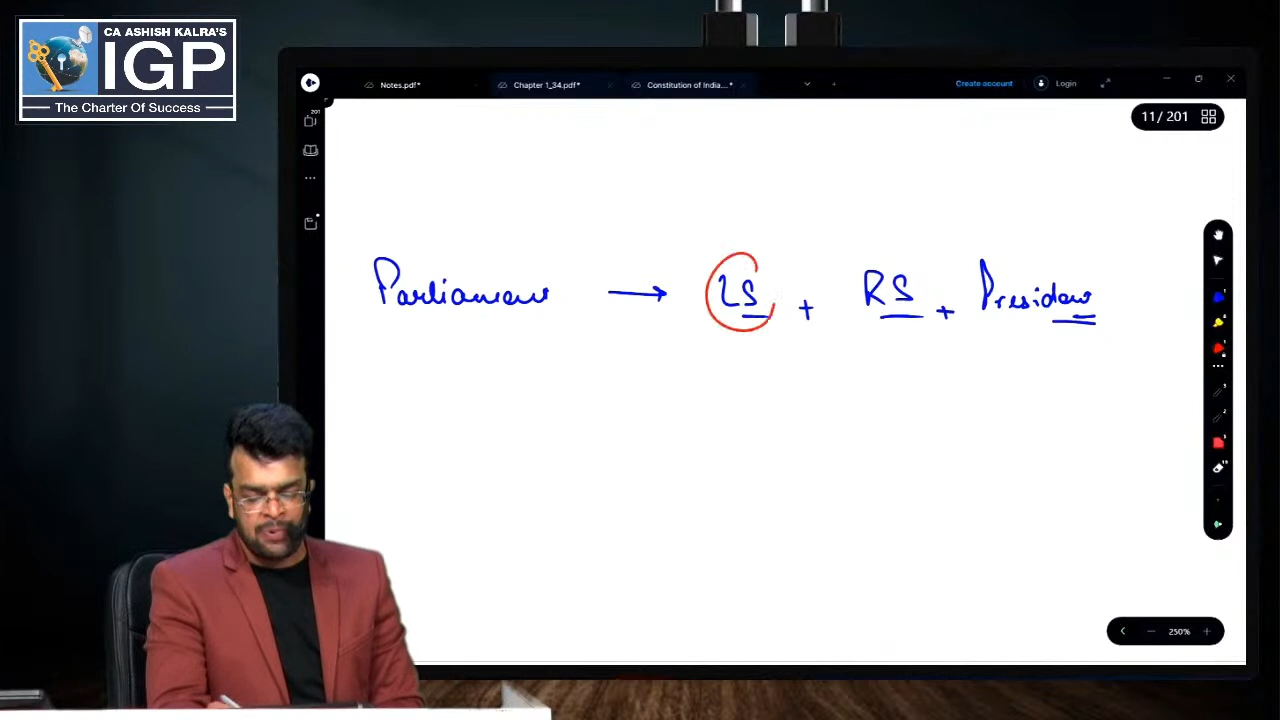 CA ASHISH KALRA'S
IGP
The Charter Of Success
Notes.pdf*
Chapter 1_34.pdf*
Constitution of India....*
Create account
Login
201
11/ 201
Parliament → LS + RS + President
250%